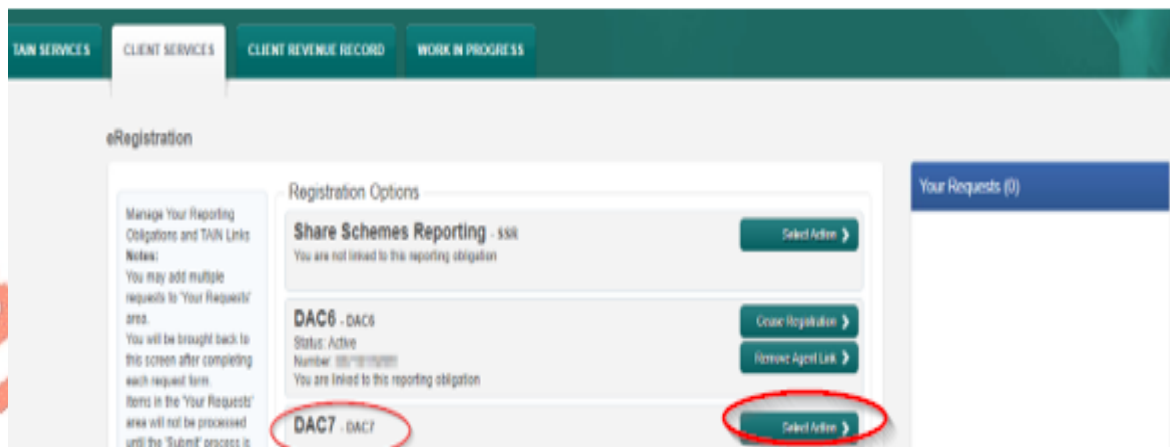 TAIN SERVICES
CLIENT SERVICES
CLIENT REVENUE RECORD
WORK IN PROGRESS
eRegistration
Manage Your Reporting
Obligations and TAIN Links
Notes:
You may add multiple
requests to 'Your Requests'
area.
You will be brought back to
this screen after completing
each request form.
Items in the 'Your Requests'
area will not be processed
until the 'Submit' process is
Registration Options
Share Schemes Reporting - SSR
You are not linked to this reporting obligation
Select Action
DAC6 - DAC6
Status: Active
Number:
You are linked to this reporting obligation
Cease Registration
Remove Agent Link
DAC7 - DAC7
Select Action
Your Requests (0)